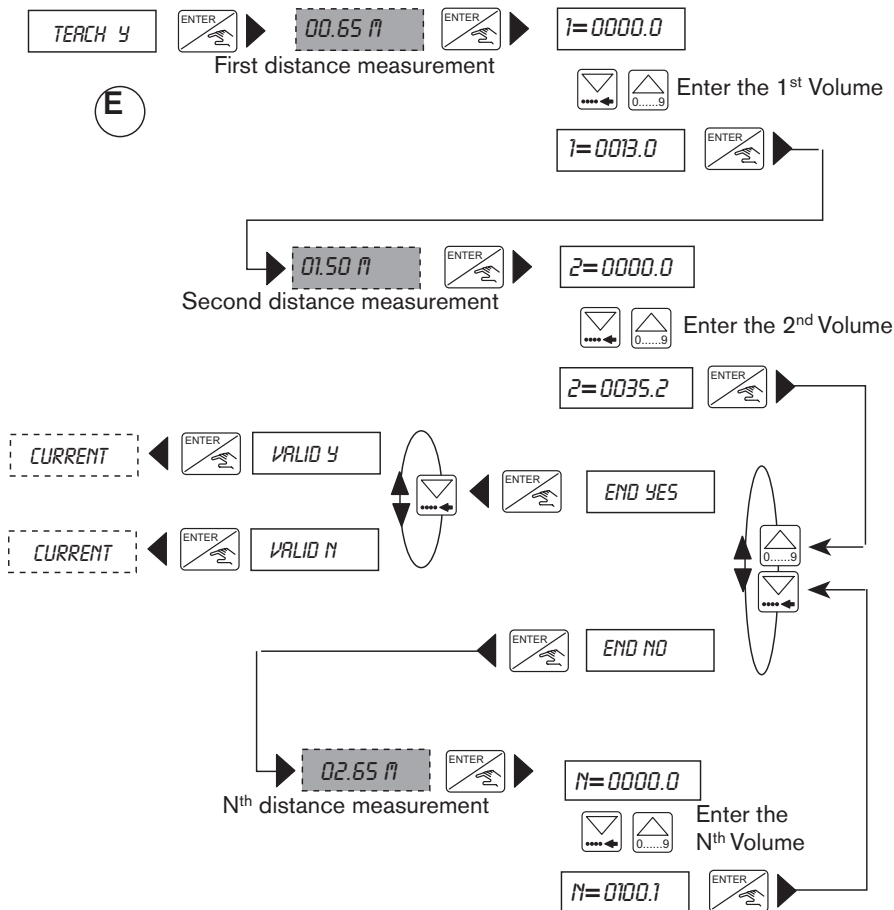 TEACH Y ENTER 00.65 M ENTER 1=0000.0
First distance measurement
0......9 Enter the 1st Volume
E
1=0013.0 ENTER
01.50 M ENTER 2=0000.0
Second distance measurement
0......9 Enter the 2nd Volume
2=0035.2 ENTER
CURRENT ENTER VALID Y ENTER END YES
CURRENT ENTER VALID N 0......9
ENTER END NO
02.65 M ENTER N=0000.0
Nth distance measurement
0......9 Enter the
Nth Volume
N=0100.1 ENTER